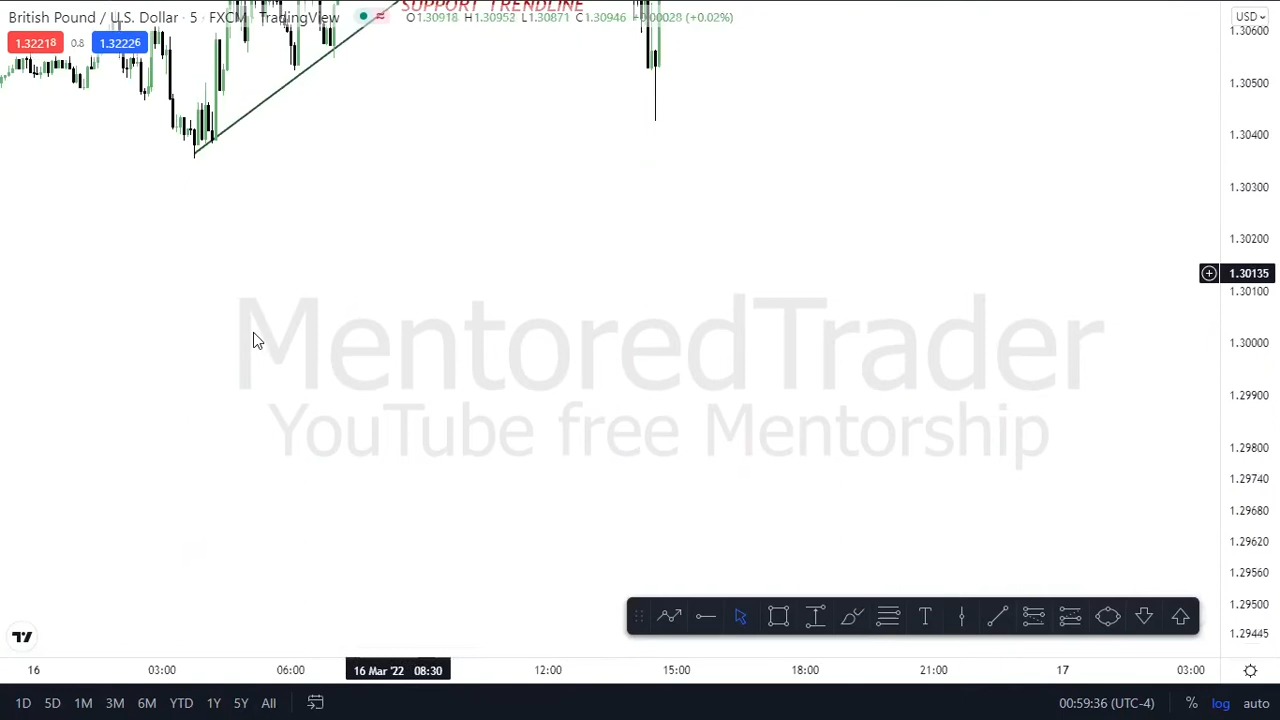 SUPPORT TRENDLINE
British Pound / U.S. Dollar · 5 · FXCM · TradingView
O1.30918 H1.30952 L1.30871 C1.30946 +0.00028 (+0.02%)
USD
1.32218 0.8 1.32226
1.30600
1.30500
1.30400
1.30300
1.30200
1.30135
1.30100
1.30000
1.29900
1.29800
1.29740
1.29680
1.29620
1.29560
1.29500
1.29445
MentoredTrader
YouTube free Mentorship
16 03:00 06:00 16 Mar '22 08:30 12:00 15:00 18:00 21:00 17 03:00
1D 5D 1M 3M 6M YTD 1Y 5Y All 00:59:36 (UTC-4) % log auto